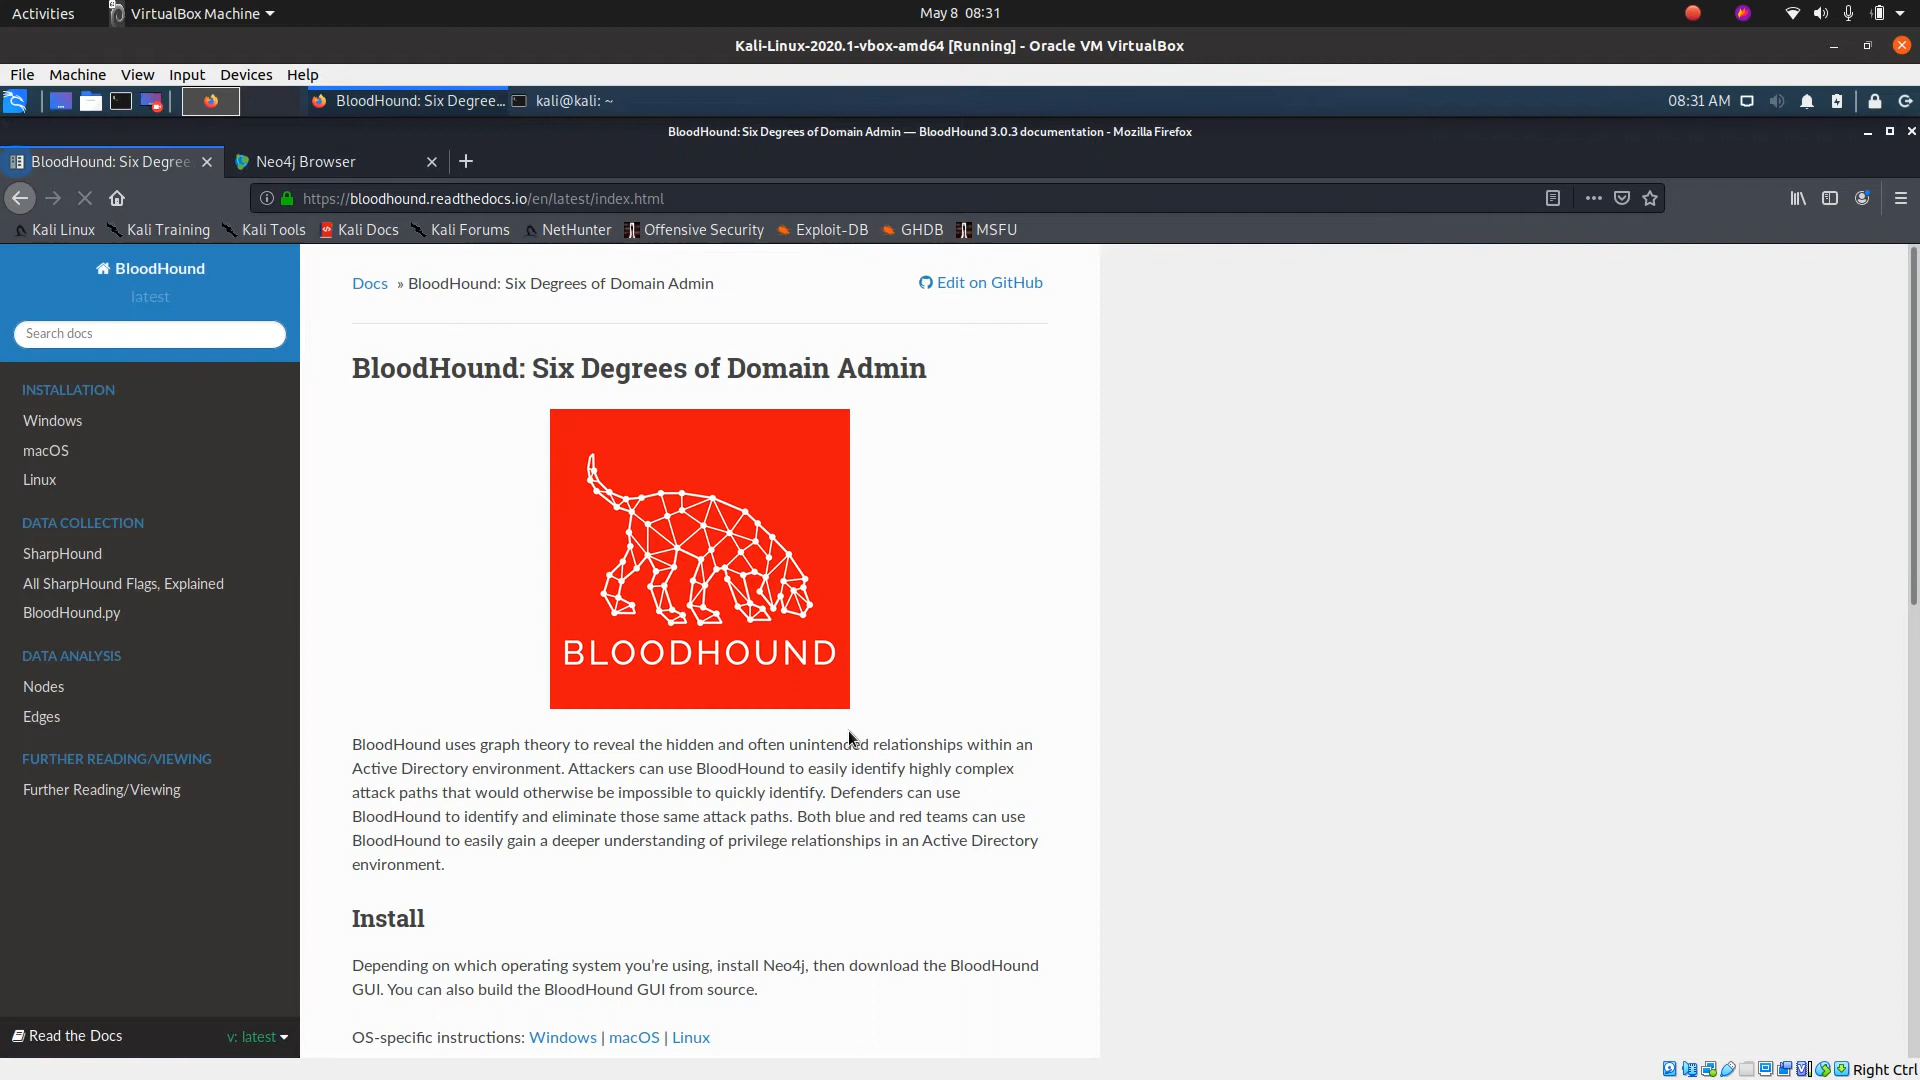 Activities
VirtualBox Machine
May 8 08:31
Kali-Linux-2020.1-vbox-amd64 [Running] - Oracle VM VirtualBox
File Machine View Input Devices Help
BloodHound: Six Degree...
kali@kali: ~
08:31 AM
BloodHound: Six Degrees of Domain Admin — BloodHound 3.0.3 documentation - Mozilla Firefox
BloodHound: Six Degree
Neo4j Browser
https://bloodhound.readthedocs.io/en/latest/index.html
Kali Linux Kali Training Kali Tools Kali Docs Kali Forums NetHunter Offensive Security Exploit-DB GHDB MSFU
BloodHound
latest
Search docs
INSTALLATION
Windows
macOS
Linux
DATA COLLECTION
SharpHound
All SharpHound Flags, Explained
BloodHound.py
DATA ANALYSIS
Nodes
Edges
FURTHER READING/VIEWING
Further Reading/Viewing
Read the Docs
v: latest
Docs » BloodHound: Six Degrees of Domain Admin
Edit on GitHub
BloodHound: Six Degrees of Domain Admin
BLOODHOUND
BloodHound uses graph theory to reveal the hidden and often unintended relationships within an
Active Directory environment. Attackers can use BloodHound to easily identify highly complex
attack paths that would otherwise be impossible to quickly identify. Defenders can use
BloodHound to identify and eliminate those same attack paths. Both blue and red teams can use
BloodHound to easily gain a deeper understanding of privilege relationships in an Active Directory
environment.
Install
Depending on which operating system you're using, install Neo4j, then download the BloodHound
GUI. You can also build the BloodHound GUI from source.
OS-specific instructions: Windows | macOS | Linux
Right Ctrl